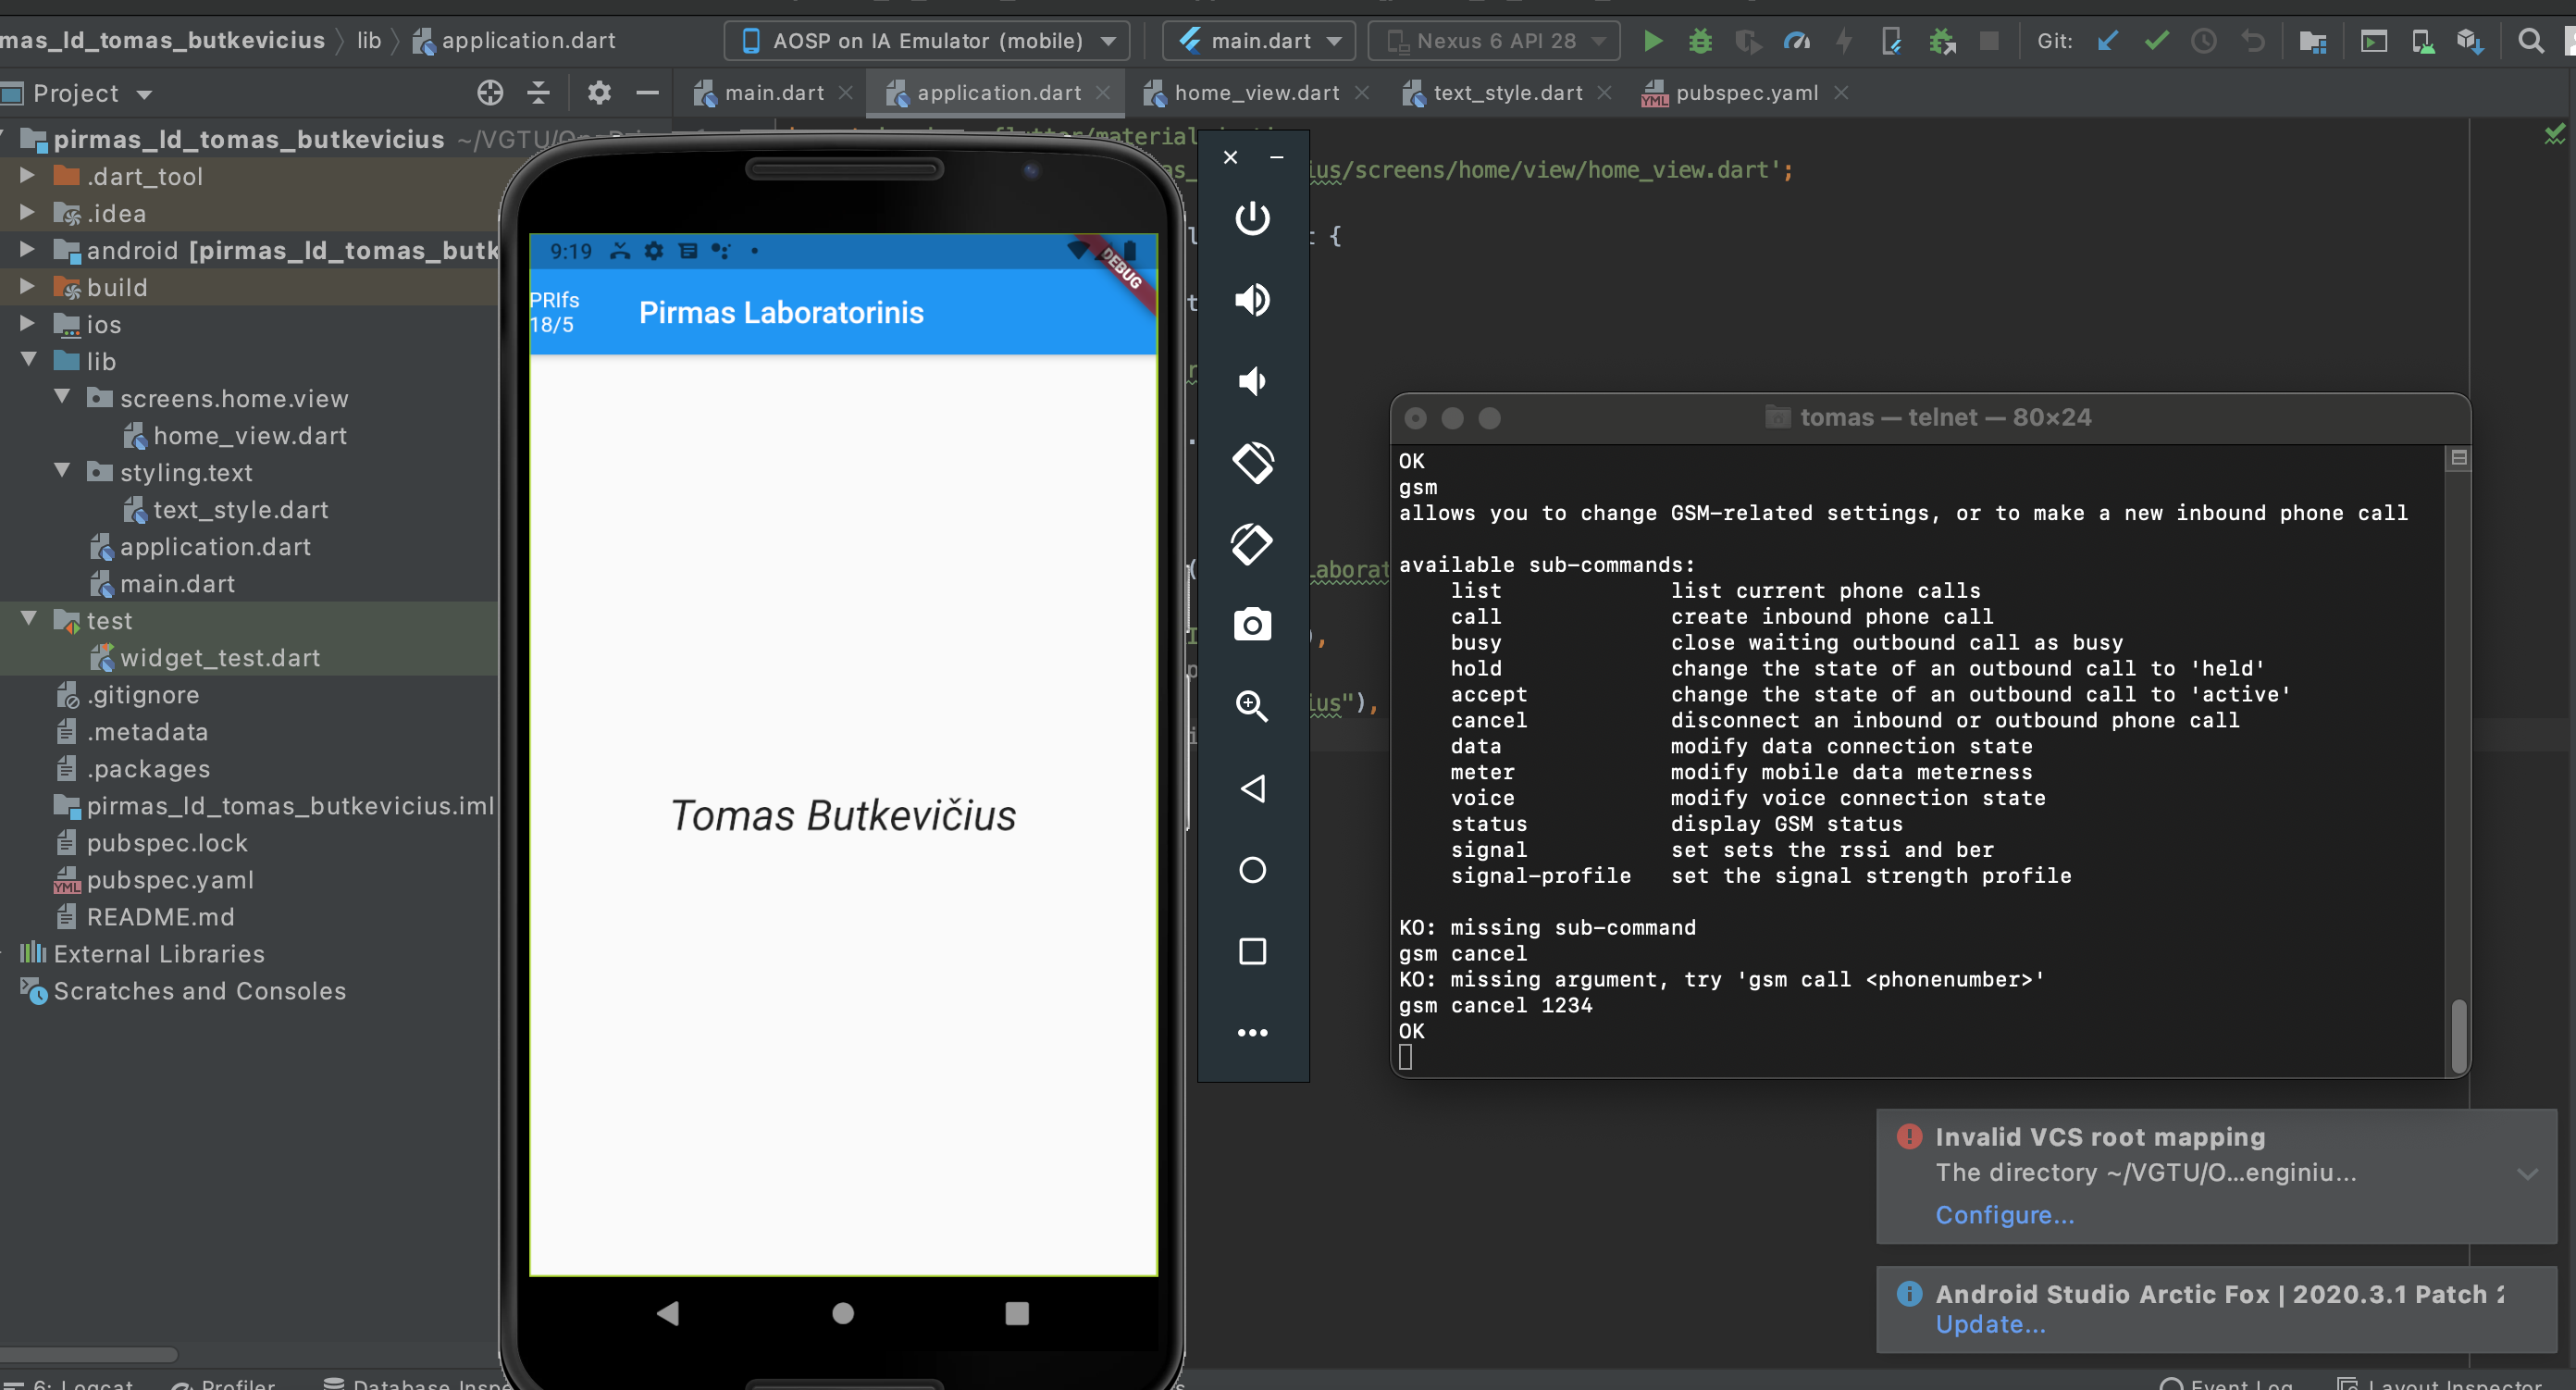 mas_ld_tomas_butkevicius lib application.dart
AOSP on IA Emulator (mobile) main.dart Nexus 6 API 28 Git:
Project
main.dart application.dart home_view.dart text_style.dart pubspec.yaml
pirmas_ld_tomas_butkevicius
.dart_tool
.idea
android [pirmas_ld_tomas_butk
build
ios
lib
screens.home.view
home_view.dart
styling.text
text_style.dart
application.dart
main.dart
test
widget_test.dart
.gitignore
.metadata
.packages
pirmas_ld_tomas_butkevicius.iml
pubspec.lock
pubspec.yaml
README.md
External Libraries
Scratches and Consoles
flutter/material
ius/screens/home/view/home_view.dart';
{
aborat
ius"),
9:19
DEBUG
PRIfs
18/5
Pirmas Laboratorinis
Tomas Butkevičius
tomas — telnet — 80×24
OK
gsm
allows you to change GSM-related settings, or to make a new inbound phone call
available sub-commands:
list list current phone calls
call create inbound phone call
busy close waiting outbound call as busy
hold change the state of an outbound call to 'held'
accept change the state of an outbound call to 'active'
cancel disconnect an inbound or outbound phone call
data modify data connection state
meter modify mobile data meterness
voice modify voice connection state
status display GSM status
signal set sets the rssi and ber
signal-profile set the signal strength profile
KO: missing sub-command
gsm cancel
KO: missing argument, try 'gsm call <phonenumber>'
gsm cancel 1234
OK
Invalid VCS root mapping
The directory ~/VGTU/O...enginiu...
Configure...
Android Studio Arctic Fox | 2020.3.1 Patch 2
Update...
6: Logcat Profiler Database Inspe
Event Log Layout Inspector